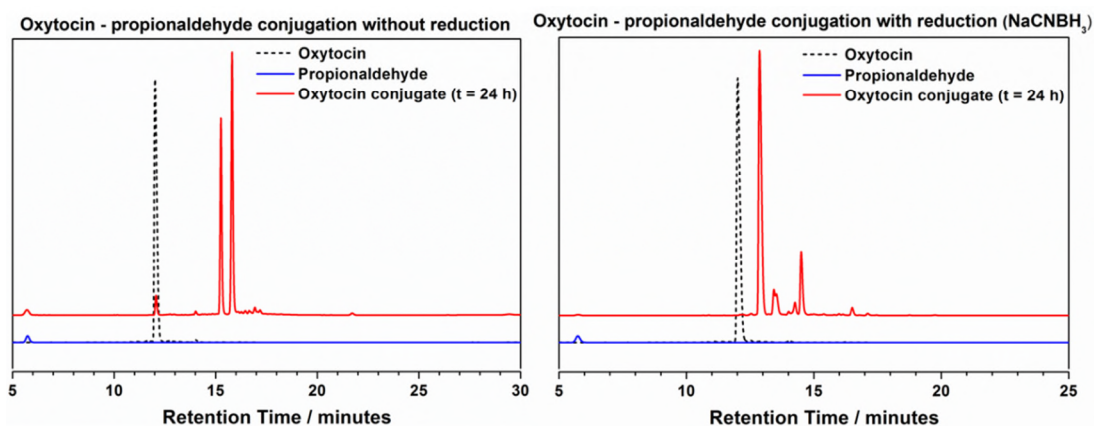 Oxytocin - propionaldehyde conjugation without reduction
Oxytocin
Propionaldehyde
Oxytocin conjugate (t = 24 h)
5 10 15 20 25 30
Retention Time / minutes
Oxytocin - propionaldehyde conjugation with reduction (NaCNBH₃)
Oxytocin
Propionaldehyde
Oxytocin conjugate (t = 24 h)
5 10 15 20 25
Retention Time / minutes